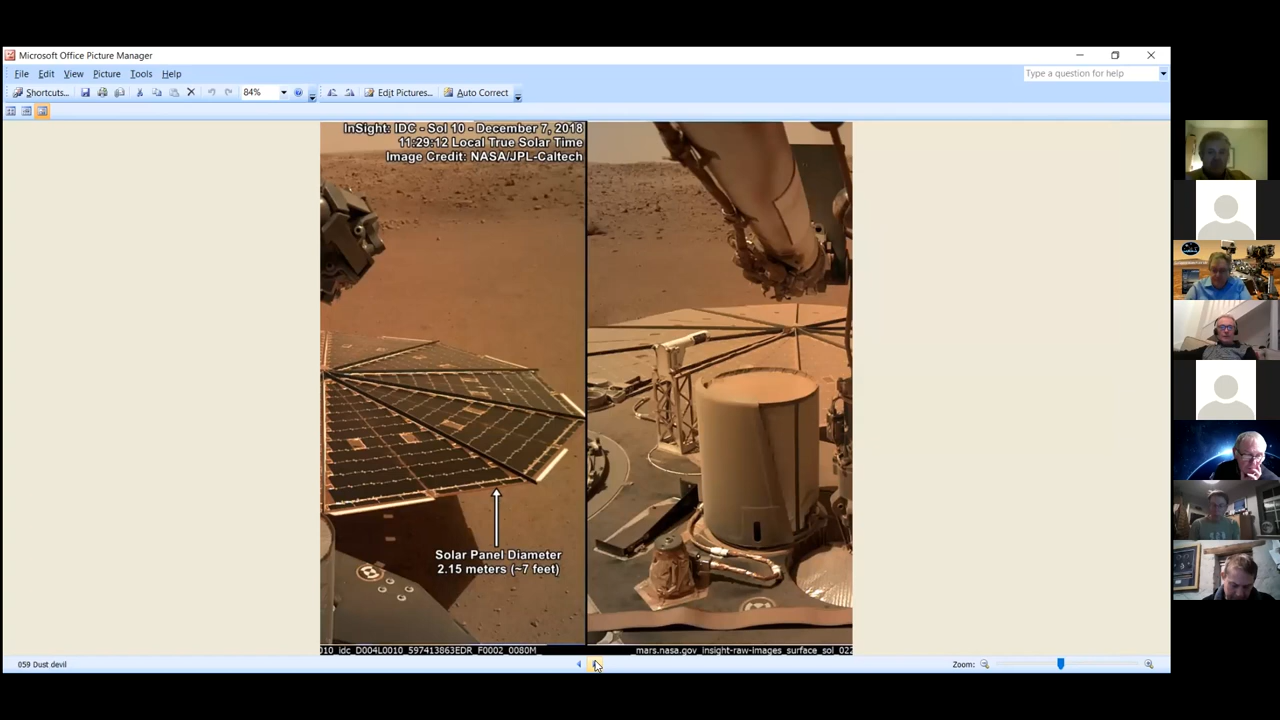 Microsoft Office Picture Manager
File Edit View Picture Tools Help
Type a question for help
Shortcuts...
84%
Edit Pictures...
Auto Correct
InSight: IDC - Sol 10 - December 7, 2018
11:29:12 Local True Solar Time
Image Credit: NASA/JPL-Caltech
Solar Panel Diameter
2.15 meters (~7 feet)
010_idc_D004L0010_597413863EDR_F0002_0080M_
_mars.nasa.gov_insight-raw-images_surface_sol_022
059 Dust devil
Zoom: